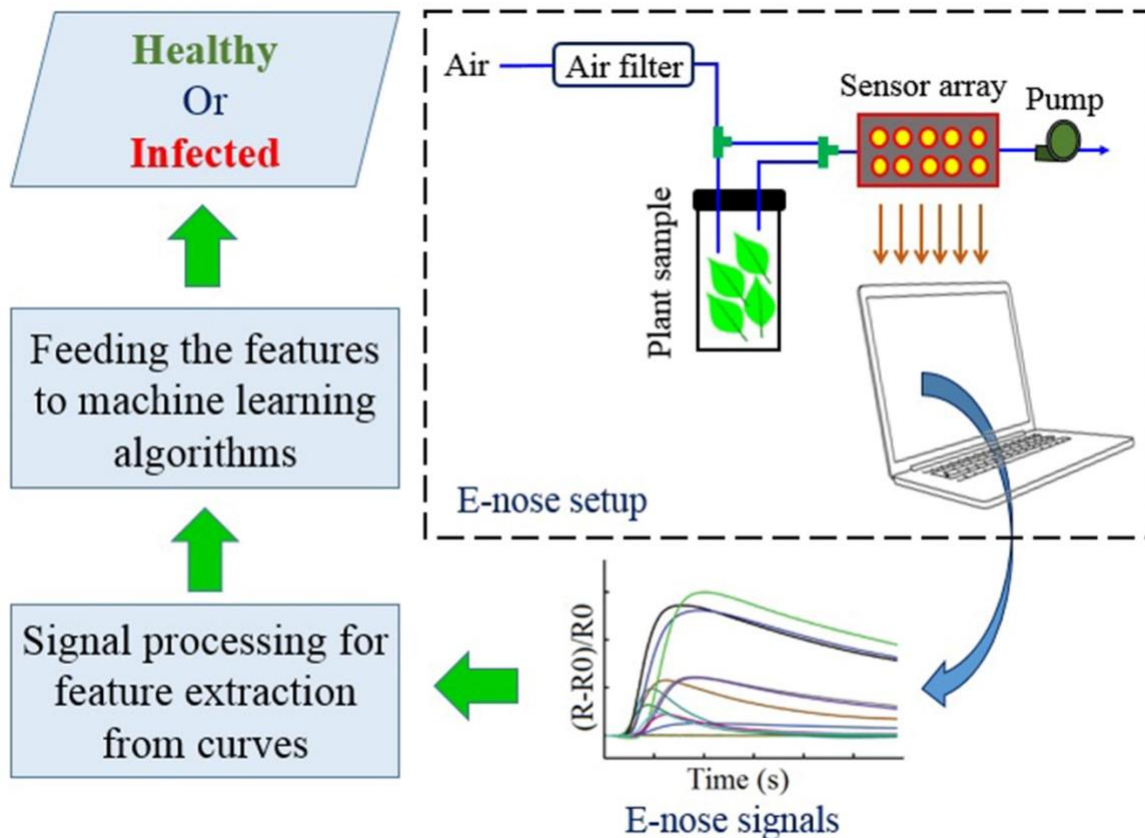 Healthy
Or
Infected
Feeding the features
to machine learning
algorithms
Signal processing for
feature extraction
from curves
Air
Air filter
Sensor array
Pump
Plant sample
E-nose setup
(R-R0)/R0
Time (s)
E-nose signals